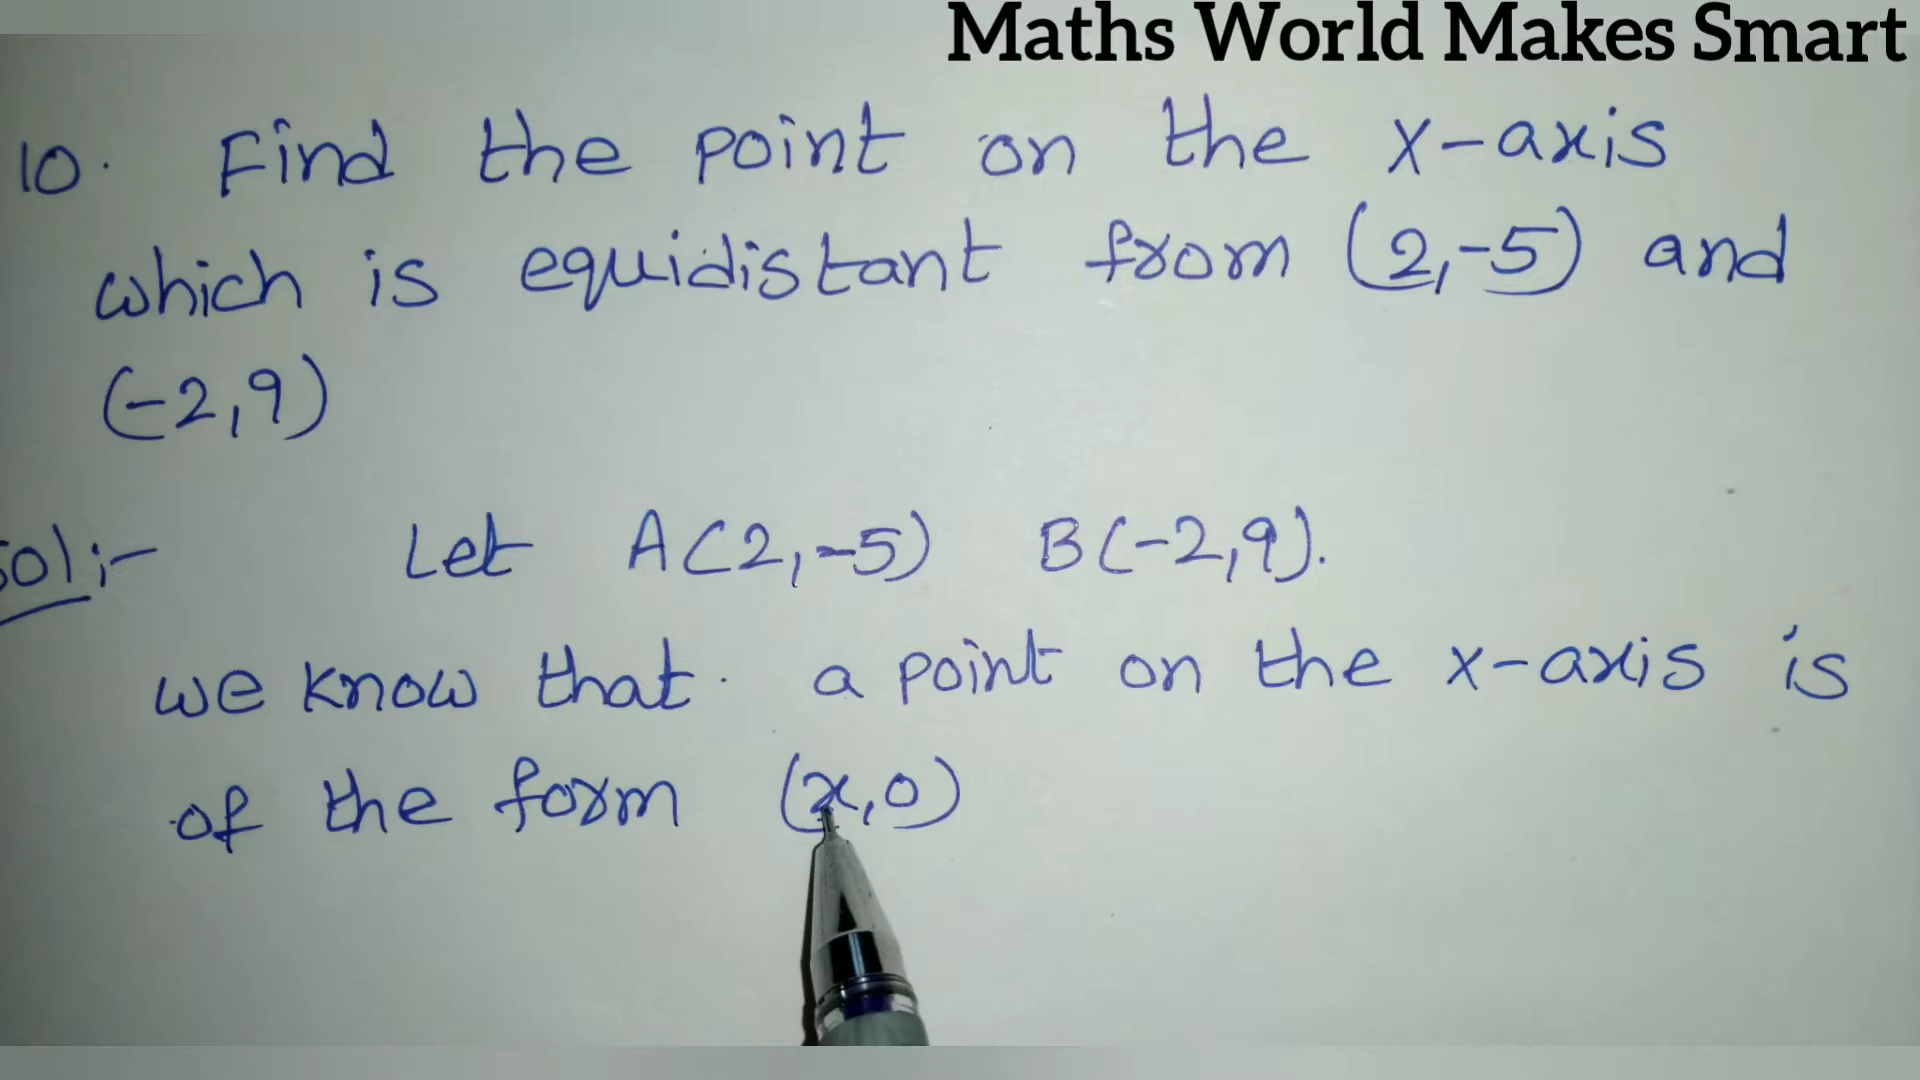 Maths World Makes Smart
10. Find the point on the x-axis
which is equidistant from (2,-5) and
(-2,9)
Sol:- Let A(2,-5) B(-2,9).
we know that a point on the x-axis is
of the form (x,0)